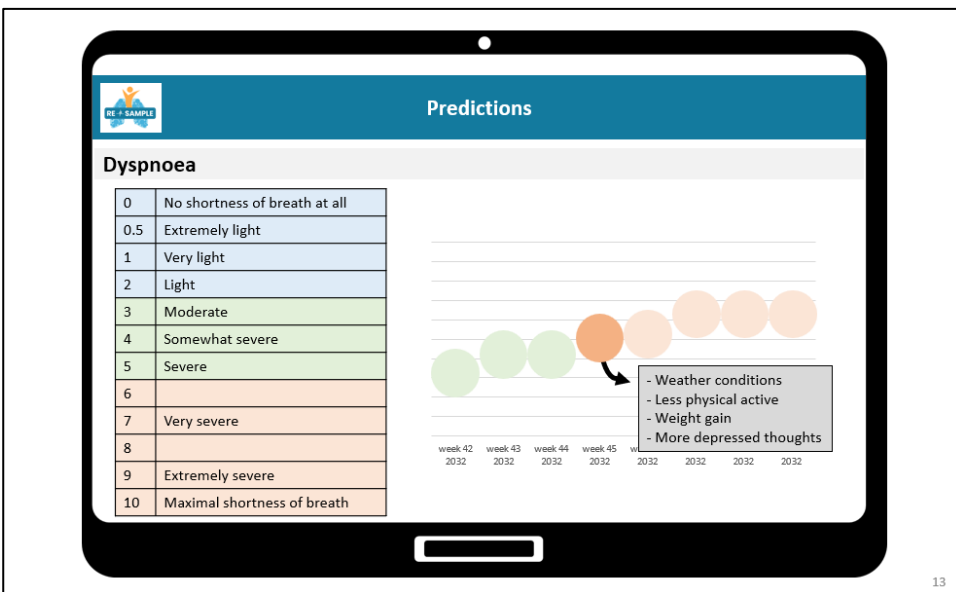 RE SAMPLE
Predictions
Dyspnoea
0 No shortness of breath at all
0.5 Extremely light
1 Very light
2 Light
3 Moderate
4 Somewhat severe
5 Severe
6
7 Very severe
8
9 Extremely severe
10 Maximal shortness of breath
- Weather conditions
- Less physical active
- Weight gain
- More depressed thoughts
week 42 week 43 week 44 week 45
2032 2032 2032 2032 2032 2032 2032 2032
13